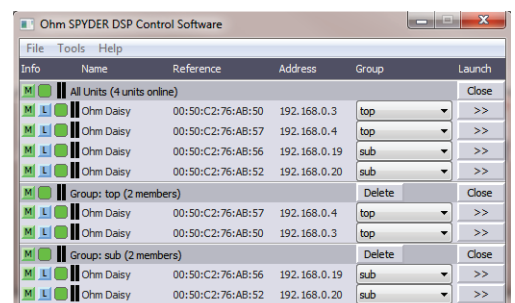 Ohm SPYDER DSP Control Software
File Tools Help
Info Name Reference Address Group Launch
M All Units (4 units online) Close
M L Ohm Daisy 00:50:C2:76:AB:50 192.168.0.3 top >>
M L Ohm Daisy 00:50:C2:76:AB:57 192.168.0.4 top >>
M L Ohm Daisy 00:50:C2:76:AB:56 192.168.0.19 sub >>
M L Ohm Daisy 00:50:C2:76:AB:52 192.168.0.20 sub >>
M Group: top (2 members) Delete Close
M L Ohm Daisy 00:50:C2:76:AB:57 192.168.0.4 top >>
M L Ohm Daisy 00:50:C2:76:AB:50 192.168.0.3 top >>
M Group: sub (2 members) Delete Close
M L Ohm Daisy 00:50:C2:76:AB:56 192.168.0.19 sub >>
M L Ohm Daisy 00:50:C2:76:AB:52 192.168.0.20 sub >>